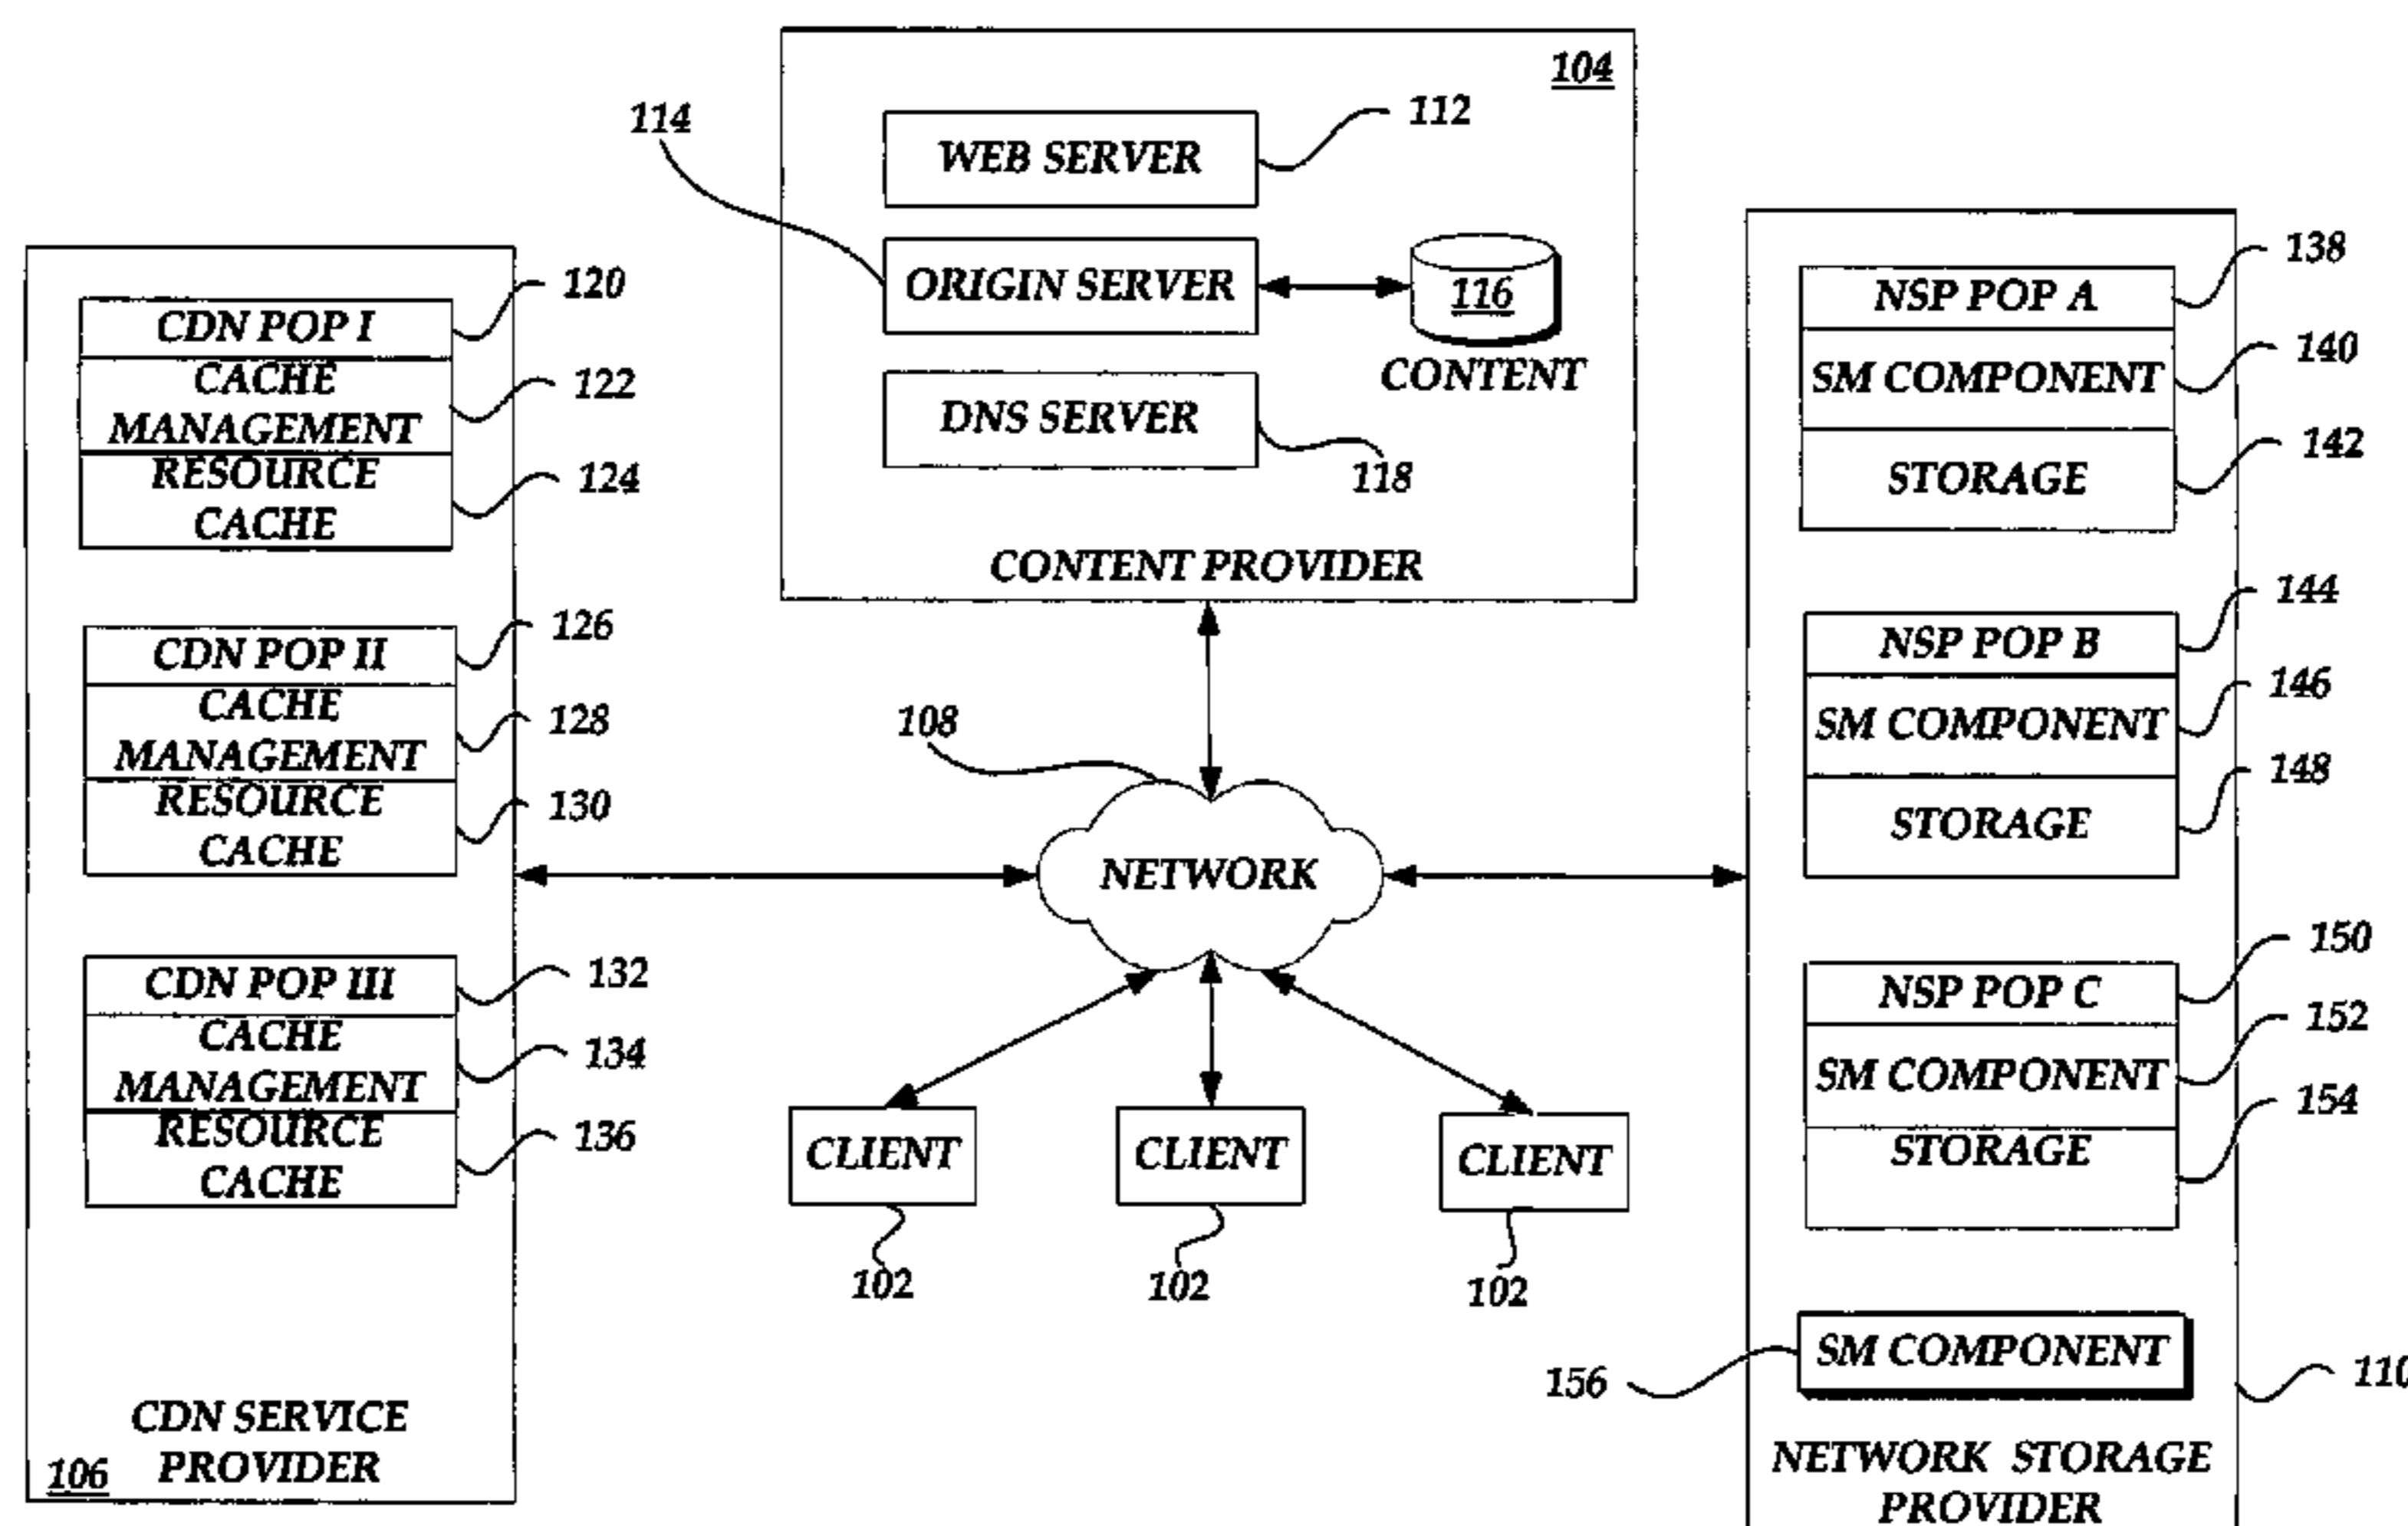 104
114
112
WEB SERVER
ORIGIN SERVER
116
CONTENT
DNS SERVER
118
CONTENT PROVIDER
CDN POP I
120
CACHE
MANAGEMENT
122
RESOURCE
CACHE
124
CDN POP II
126
CACHE
MANAGEMENT
128
RESOURCE
CACHE
130
CDN POP III
132
CACHE
MANAGEMENT
134
RESOURCE
CACHE
136
CDN SERVICE
PROVIDER
106
108
NETWORK
CLIENT
CLIENT
CLIENT
102
102
102
NSP POP A
138
SM COMPONENT
140
STORAGE
142
NSP POP B
144
SM COMPONENT
146
STORAGE
148
NSP POP C
150
SM COMPONENT
152
STORAGE
154
SM COMPONENT
156
110
NETWORK STORAGE
PROVIDER